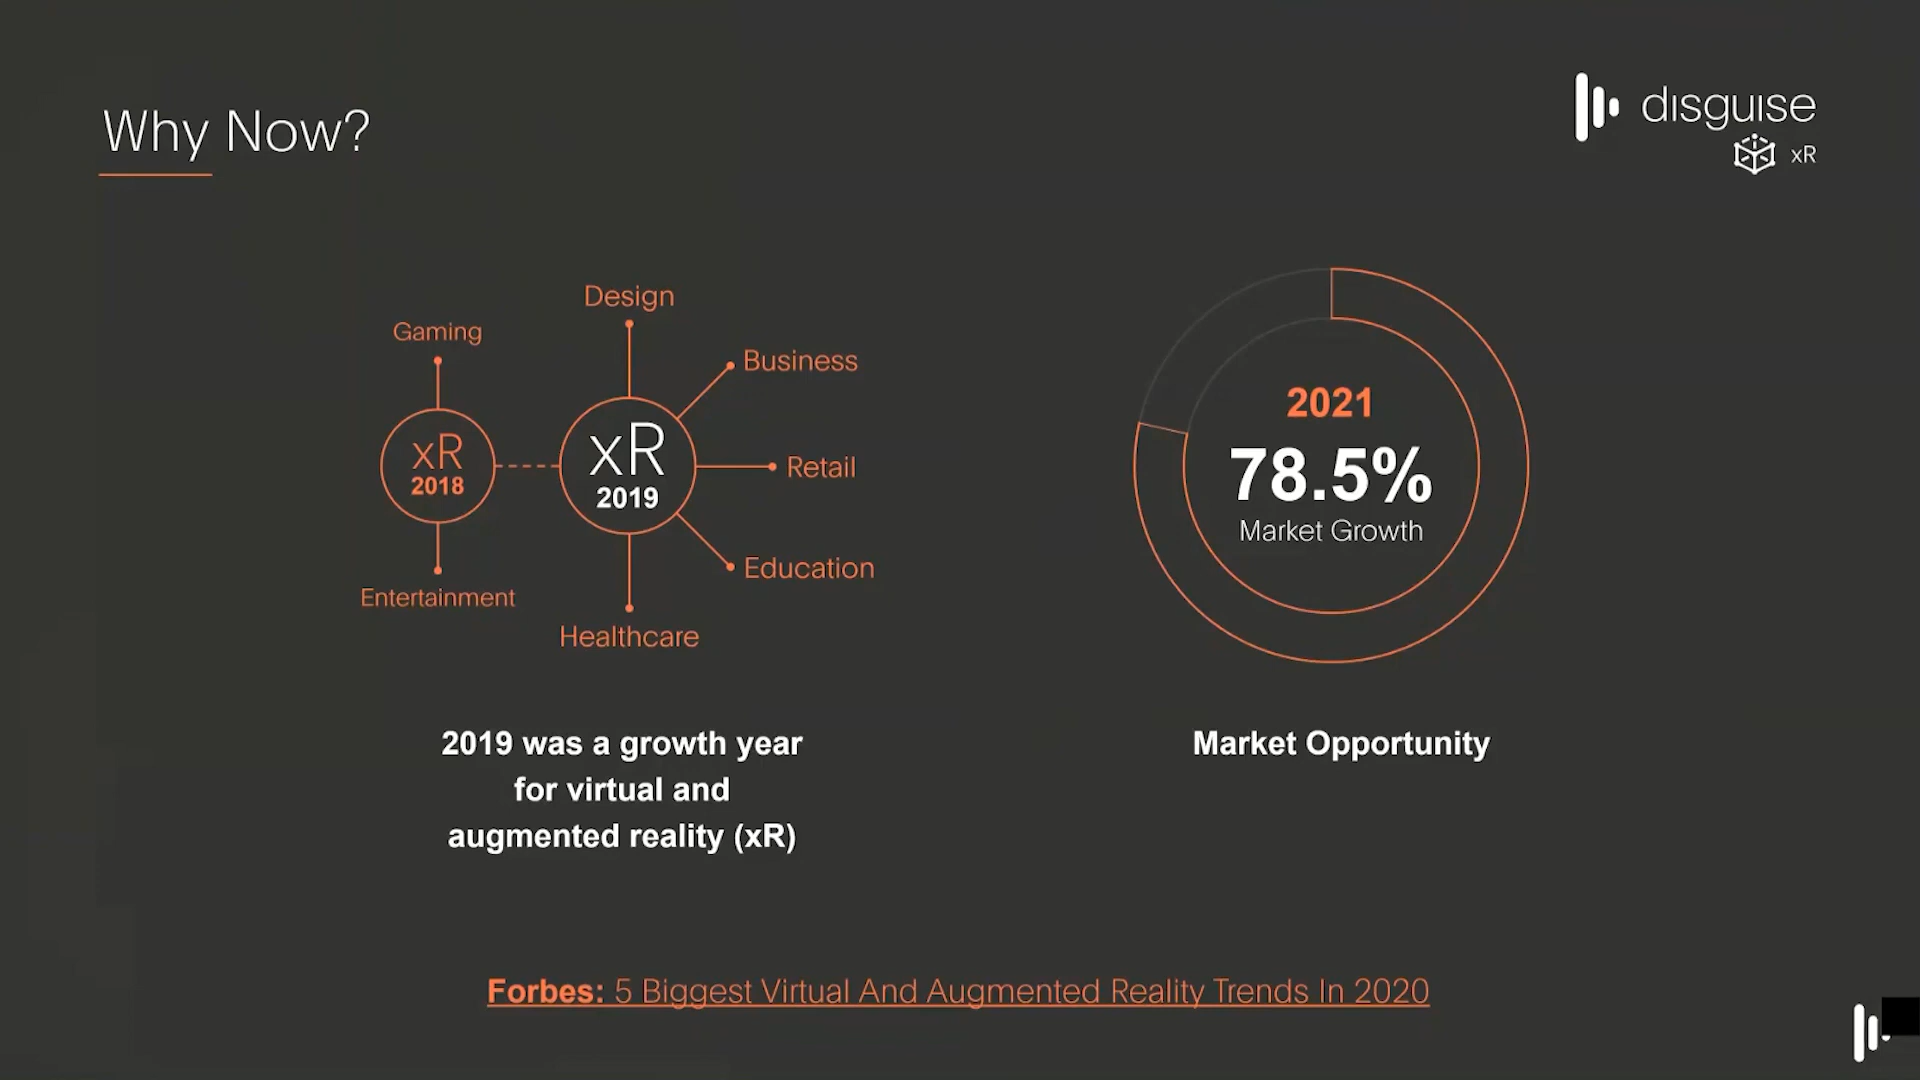 Why Now?
disguise
xR
Gaming
xR
2018
Entertainment
Design
Business
xR
2019
Retail
Education
Healthcare
2019 was a growth year
for virtual and
augmented reality (xR)
2021
78.5%
Market Growth
Market Opportunity
Forbes: 5 Biggest Virtual And Augmented Reality Trends In 2020